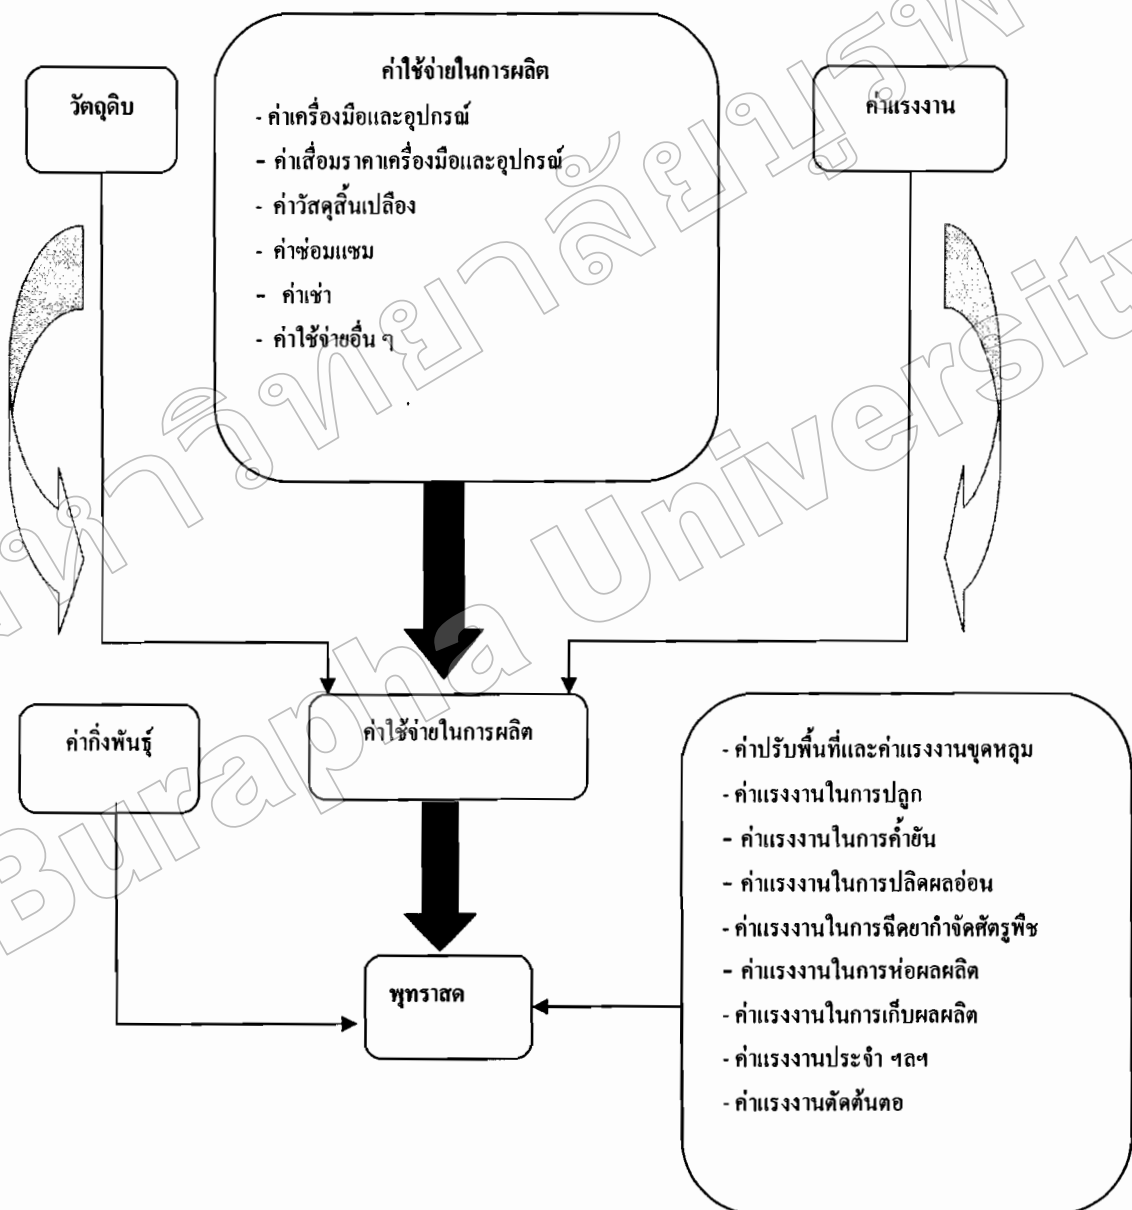 วัตถุดิบ
ค่าใช้จ่ายในการผลิต
- ค่าเครื่องมือและอุปกรณ์
- ค่าเสื่อมราคาเครื่องมือและอุปกรณ์
- ค่าวัสดุสิ้นเปลือง
- ค่าซ่อมแซม
- ค่าเช่า
- ค่าใช้จ่ายอื่น ๆ
ค่าแรงงาน
ค่ากิ่งพันธุ์
ค่าใช้จ่ายในการผลิต
พุทราสด
- ค่าปรับพื้นที่และค่าแรงงานขุดหลุม
- ค่าแรงงานในการปลูก
- ค่าแรงงานในการค้ำยัน
- ค่าแรงงานในการปลิดผลอ่อน
- ค่าแรงงานในการฉีดยากำจัดศัตรูพืช
- ค่าแรงงานในการห่อผลผลิต
- ค่าแรงงานในการเก็บผลผลิต
- ค่าแรงงานประจำ ฯลฯ
- ค่าแรงงานตัดต้นตอ
Burapha University